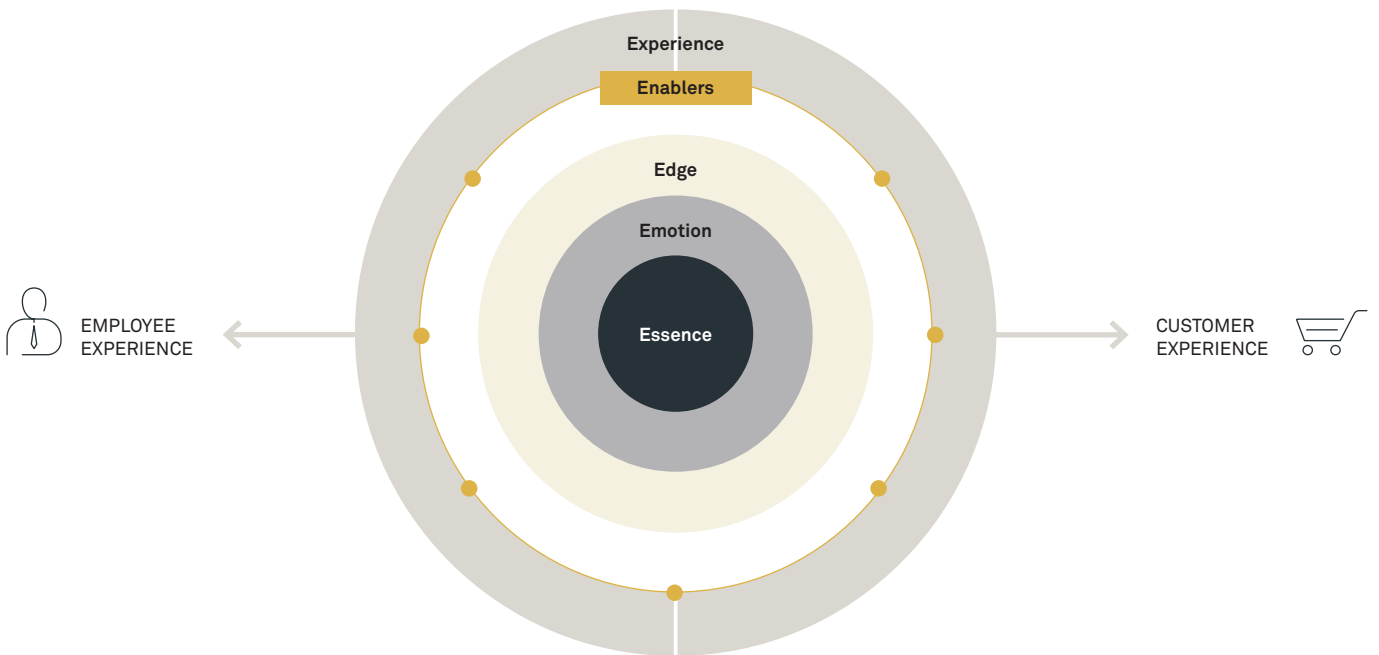 Experience
Enablers
Edge
Emotion
Essence
EMPLOYEE
EXPERIENCE
CUSTOMER
EXPERIENCE